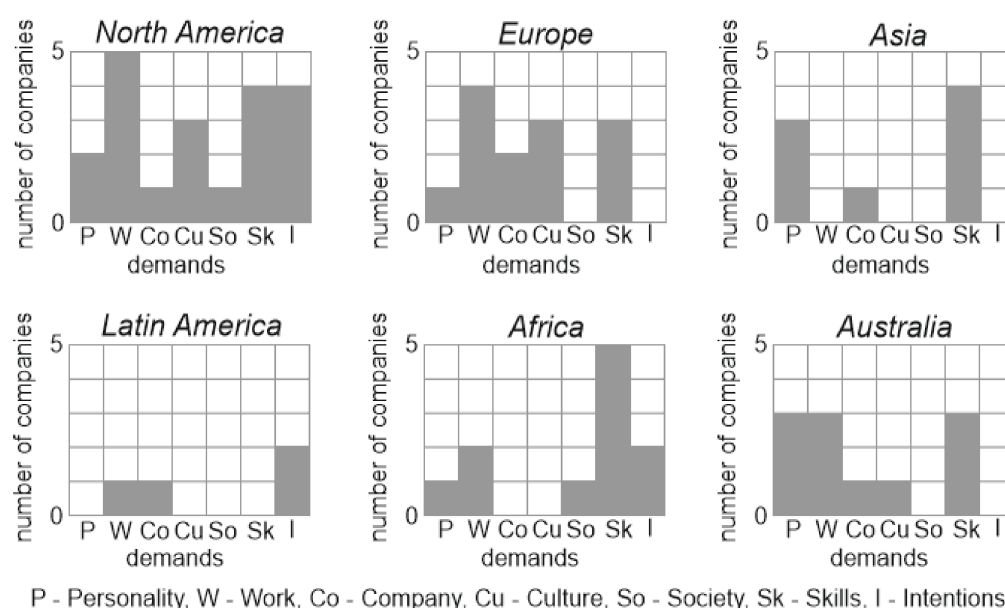 North America
Europe
Asia
number of companies
number of companies
number of companies
5
0
5
0
5
0
P W Co Cu So Sk I
P W Co Cu So Sk I
P W Co Cu So Sk I
demands
demands
demands
Latin America
Africa
Australia
number of companies
number of companies
number of companies
5
0
5
0
5
0
P W Co Cu So Sk I
P W Co Cu So Sk I
P W Co Cu So Sk I
demands
demands
demands
P - Personality, W - Work, Co - Company, Cu - Culture, So - Society, Sk - Skills, I - Intentions